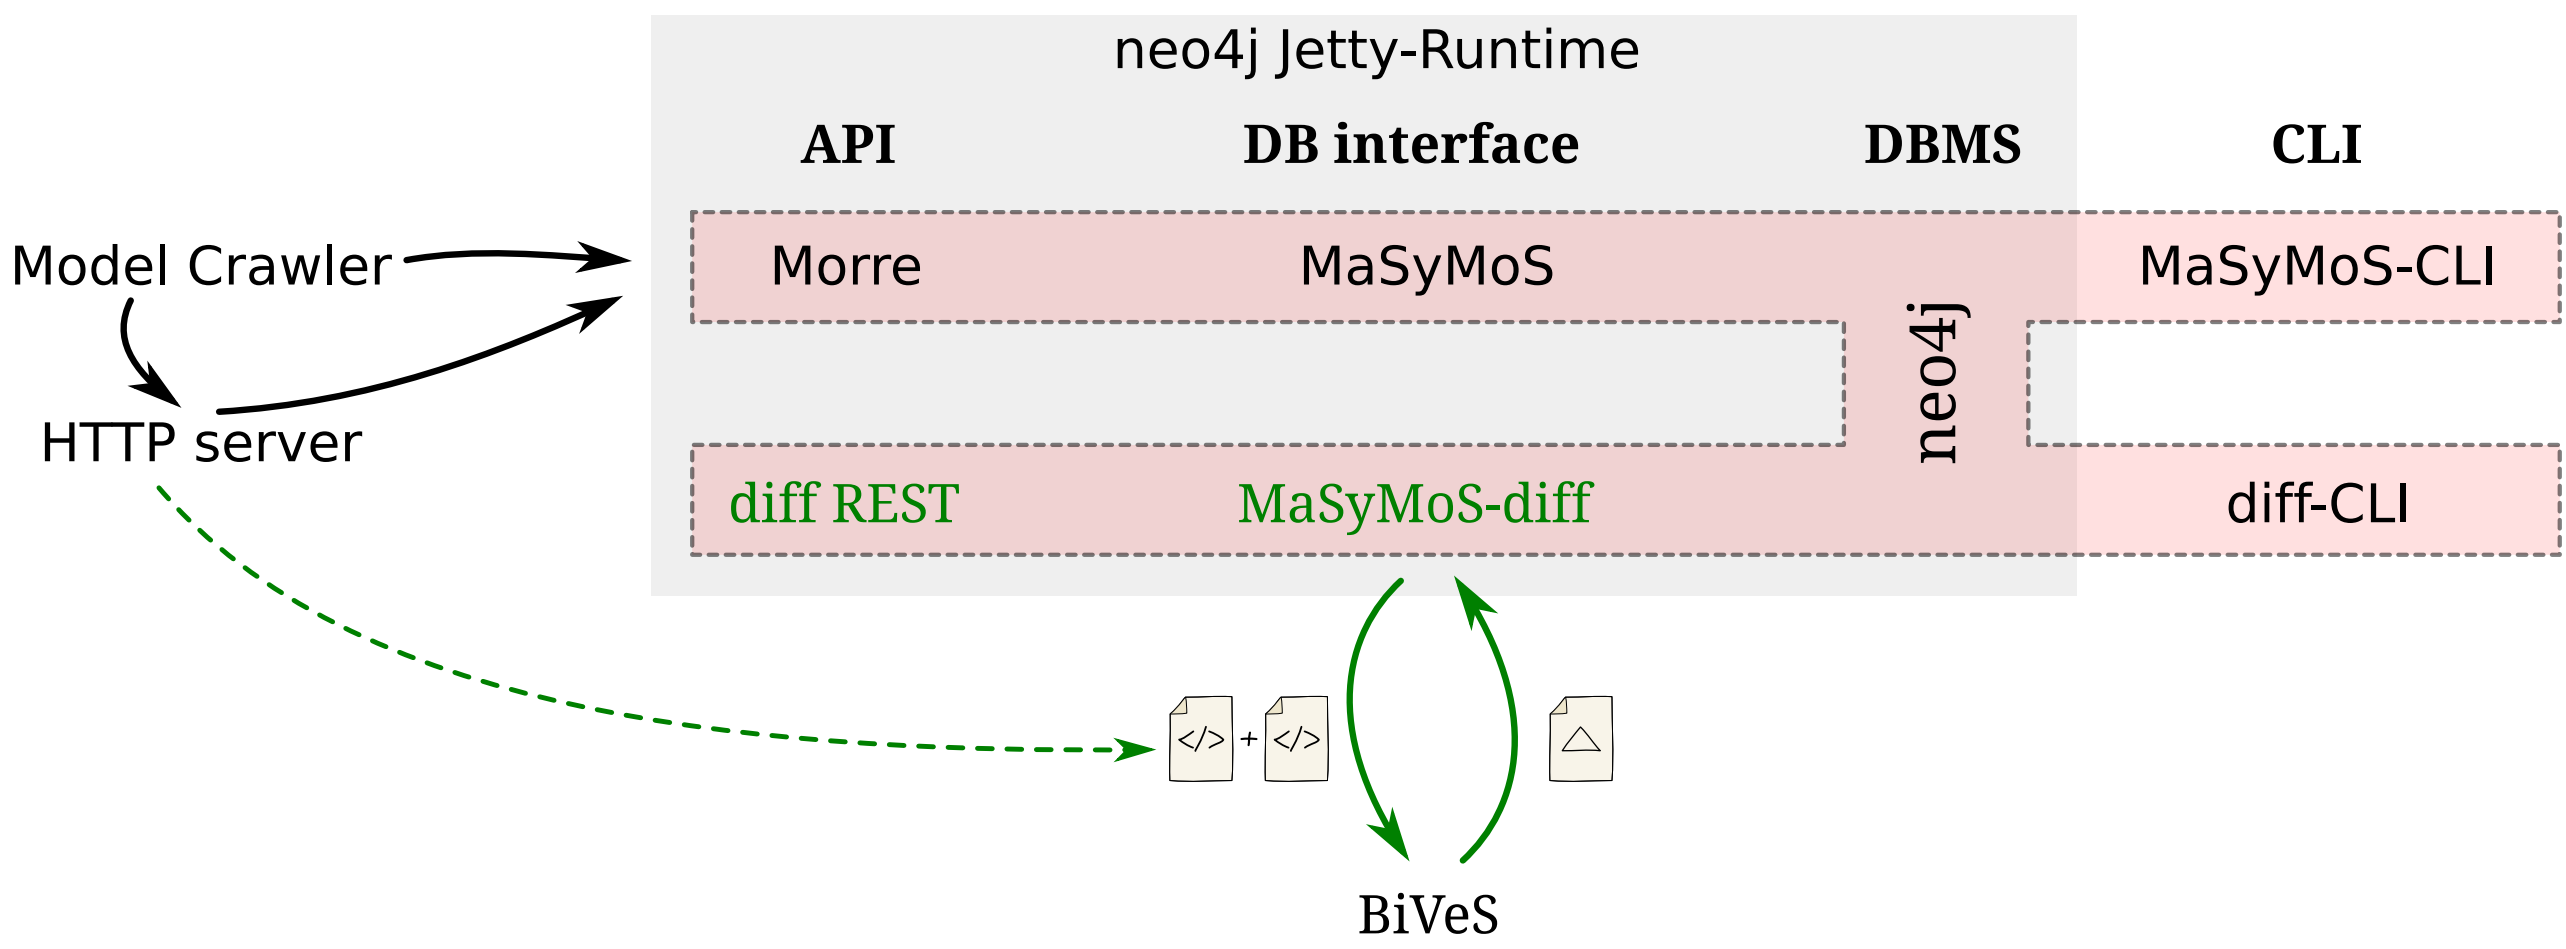 neo4j Jetty-Runtime
API DB interface DBMS CLI
Model Crawler Morre MaSyMoS MaSyMoS-CLI
neo4j
HTTP server
diff REST MaSyMoS-diff diff-CLI
</> + </>
BiVeS